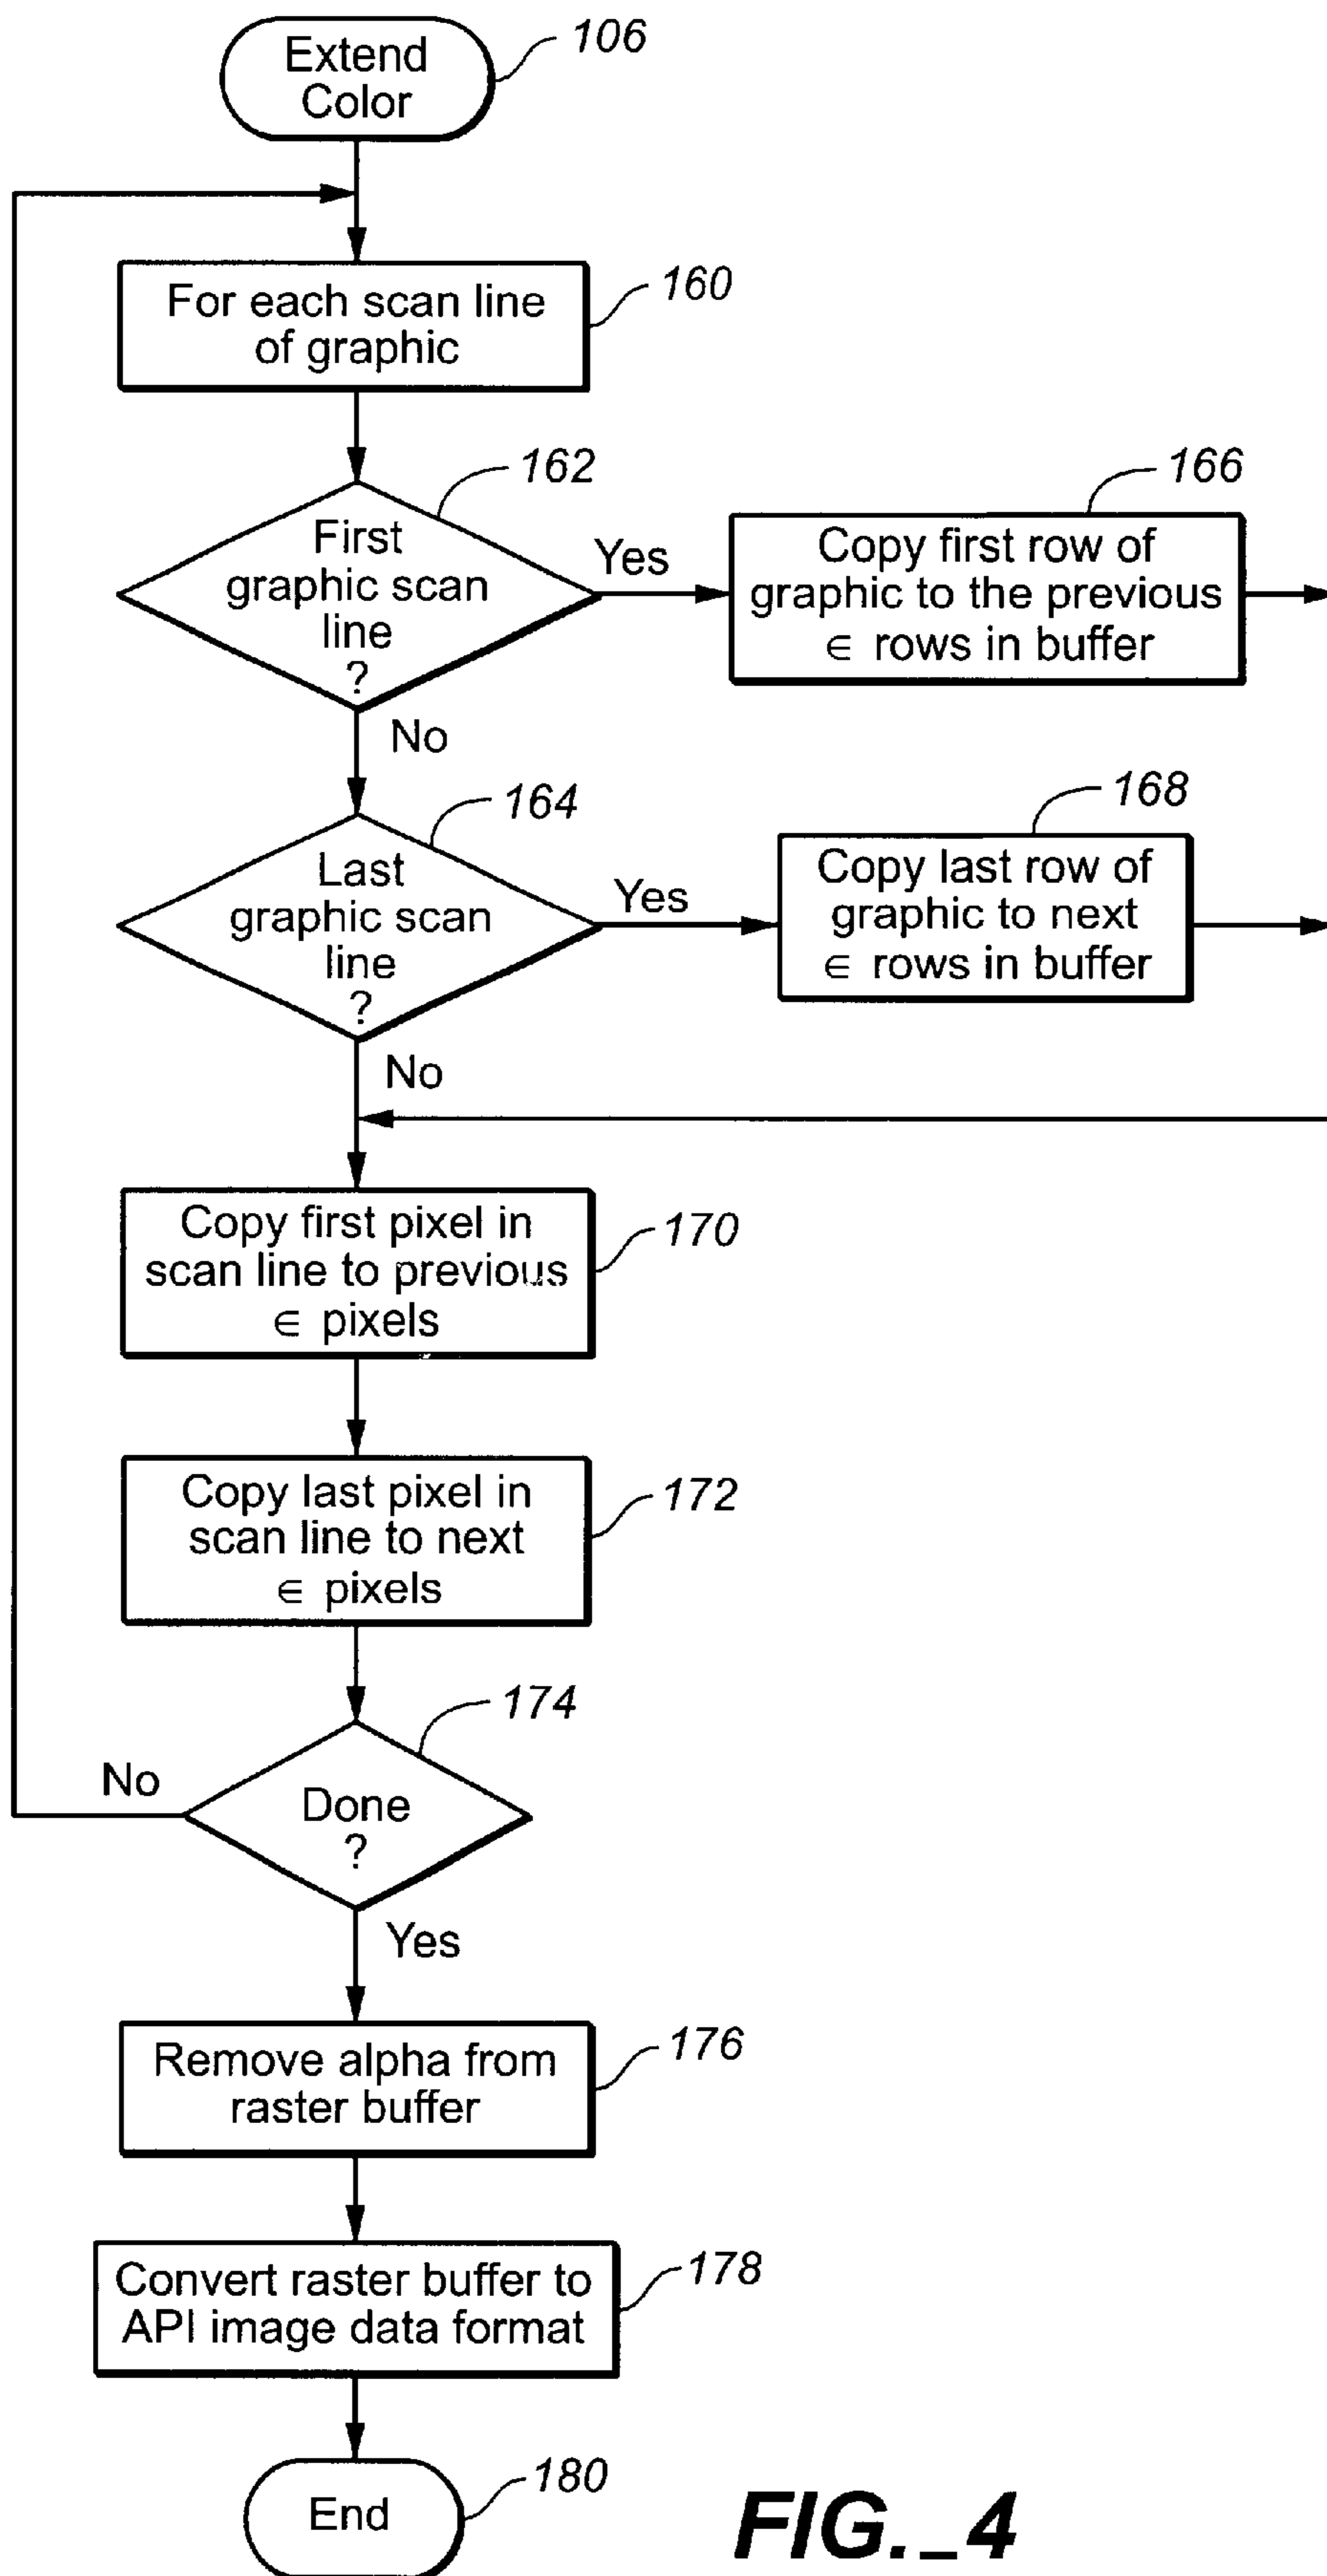 Extend
Color
106
For each scan line
of graphic
160
162
First
graphic scan
line
?
Yes
166
Copy first row of
graphic to the previous
∈ rows in buffer
No
164
Last
graphic scan
line
?
Yes
168
Copy last row of
graphic to next
∈ rows in buffer
No
Copy first pixel in
scan line to previous
∈ pixels
170
Copy last pixel in
scan line to next
∈ pixels
172
174
No
Done
?
Yes
Remove alpha from
raster buffer
176
Convert raster buffer to
API image data format
178
End
180
FIG._4